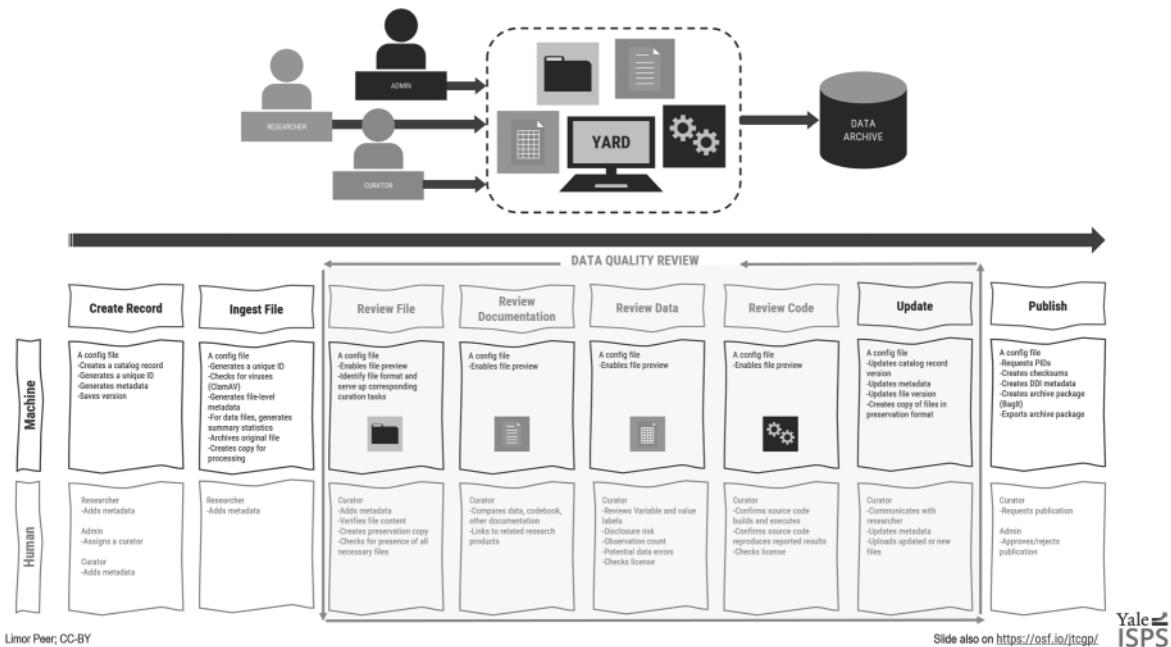 ADMIN
RESEARCHER
CURATOR
YARD
DATA
ARCHIVE
DATA QUALITY REVIEW
Create Record
Ingest File
Review File
Review
Documentation
Review Data
Review Code
Update
Publish
Machine
A config file
-Creates a catalog record
-Generates a unique ID
-Generates metadata
-Saves version
A config file
-Generates a unique ID
-Checks for viruses
(ClamAV)
-Generates file-level
metadata
-For data files, generates
summary statistics
-Archives original file
-Creates copy for
processing
A config file
-Enables file preview
-Identify file format and
serve up corresponding
curation tasks
A config file
-Enables file preview
A config file
-Enables file preview
A config file
-Enables file preview
A config file
-Updates catalog record
version
-Updates metadata
-Updates file version
-Creates copy of files in
preservation format
A config file
-Requests PIDs
-Creates checksums
-Creates DDI metadata
-Creates archive package
(BagIt)
-Exports archive package
Human
Researcher
-Adds metadata
Admin
-Assigns a curator
Curator
-Adds metadata
Researcher
-Adds metadata
Curator
-Adds metadata
-Verifies file content
-Creates preservation copy
-Checks for presence of all
necessary files
Curator
-Compares data, codebook,
other documentation
-Links to related research
products
Curator
-Reviews Variable and value
labels
-Disclosure risk
-Observation count
-Potential data errors
-Checks license
Curator
-Confirms source code
builds and executes
-Confirms source code
reproduces reported results
-Checks license
Curator
-Communicates with
researcher
-Updates metadata
-Uploads updated or new
files
Curator
-Requests publication
Admin
-Approves/rejects
publication
Limor Peer; CC-BY
Slide also on https://osf.io/jtcgp/
Yale
ISPS